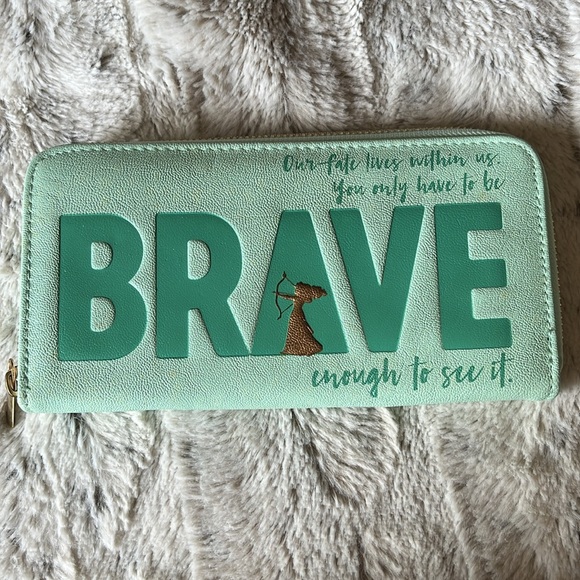 Our fate lives within us.
You only have to be
BRAVE
enough to see it.